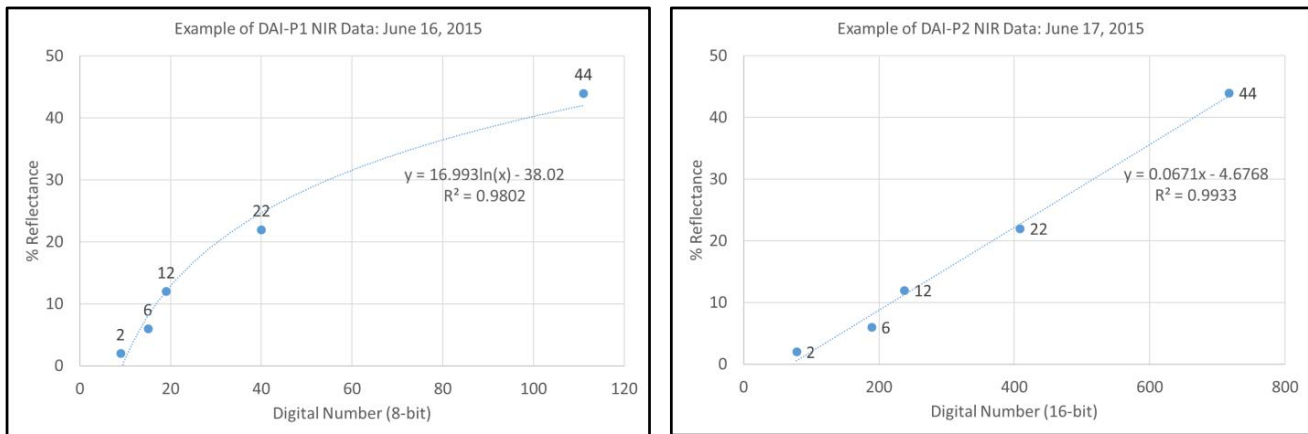 Example of DAI-P1 NIR Data: June 16, 2015
50
40
30
20
10
0
% Reflectance
2
6
12
22
44
y = 16.993ln(x) - 38.02
R² = 0.9802
0 20 40 60 80 100 120
Digital Number (8-bit)
Example of DAI-P2 NIR Data: June 17, 2015
50
40
30
20
10
0
% Reflectance
2
6
12
22
44
y = 0.0671x - 4.6768
R² = 0.9933
0 200 400 600 800
Digital Number (16-bit)